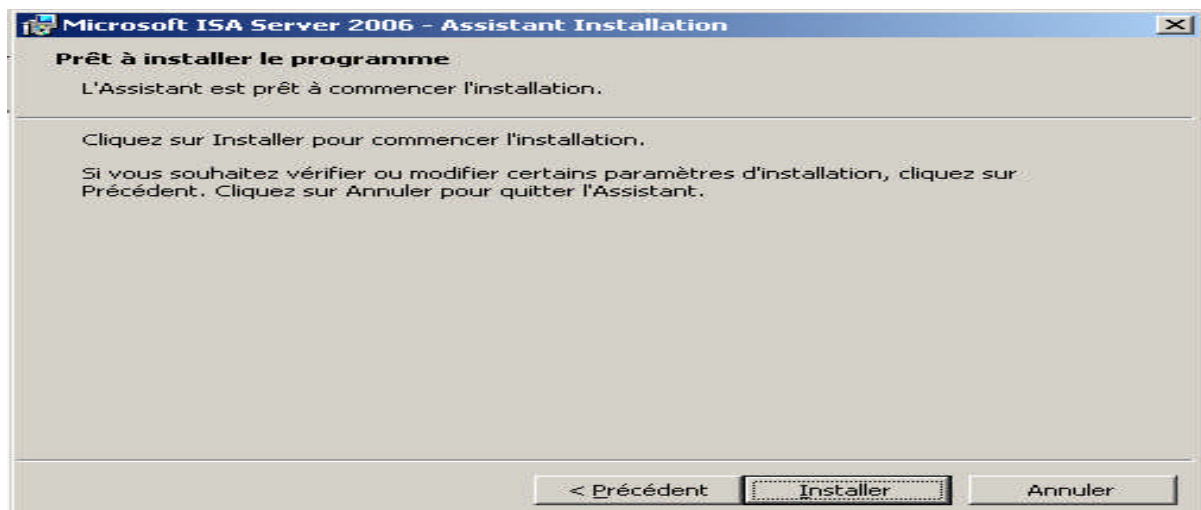 Microsoft ISA Server 2006 - Assistant Installation
Prêt à installer le programme
L'Assistant est prêt à commencer l'installation.
Cliquez sur Installer pour commencer l'installation.
Si vous souhaitez vérifier ou modifier certains paramètres d'installation, cliquez sur
Précédent. Cliquez sur Annuler pour quitter l'Assistant.
< Précédent Installer Annuler